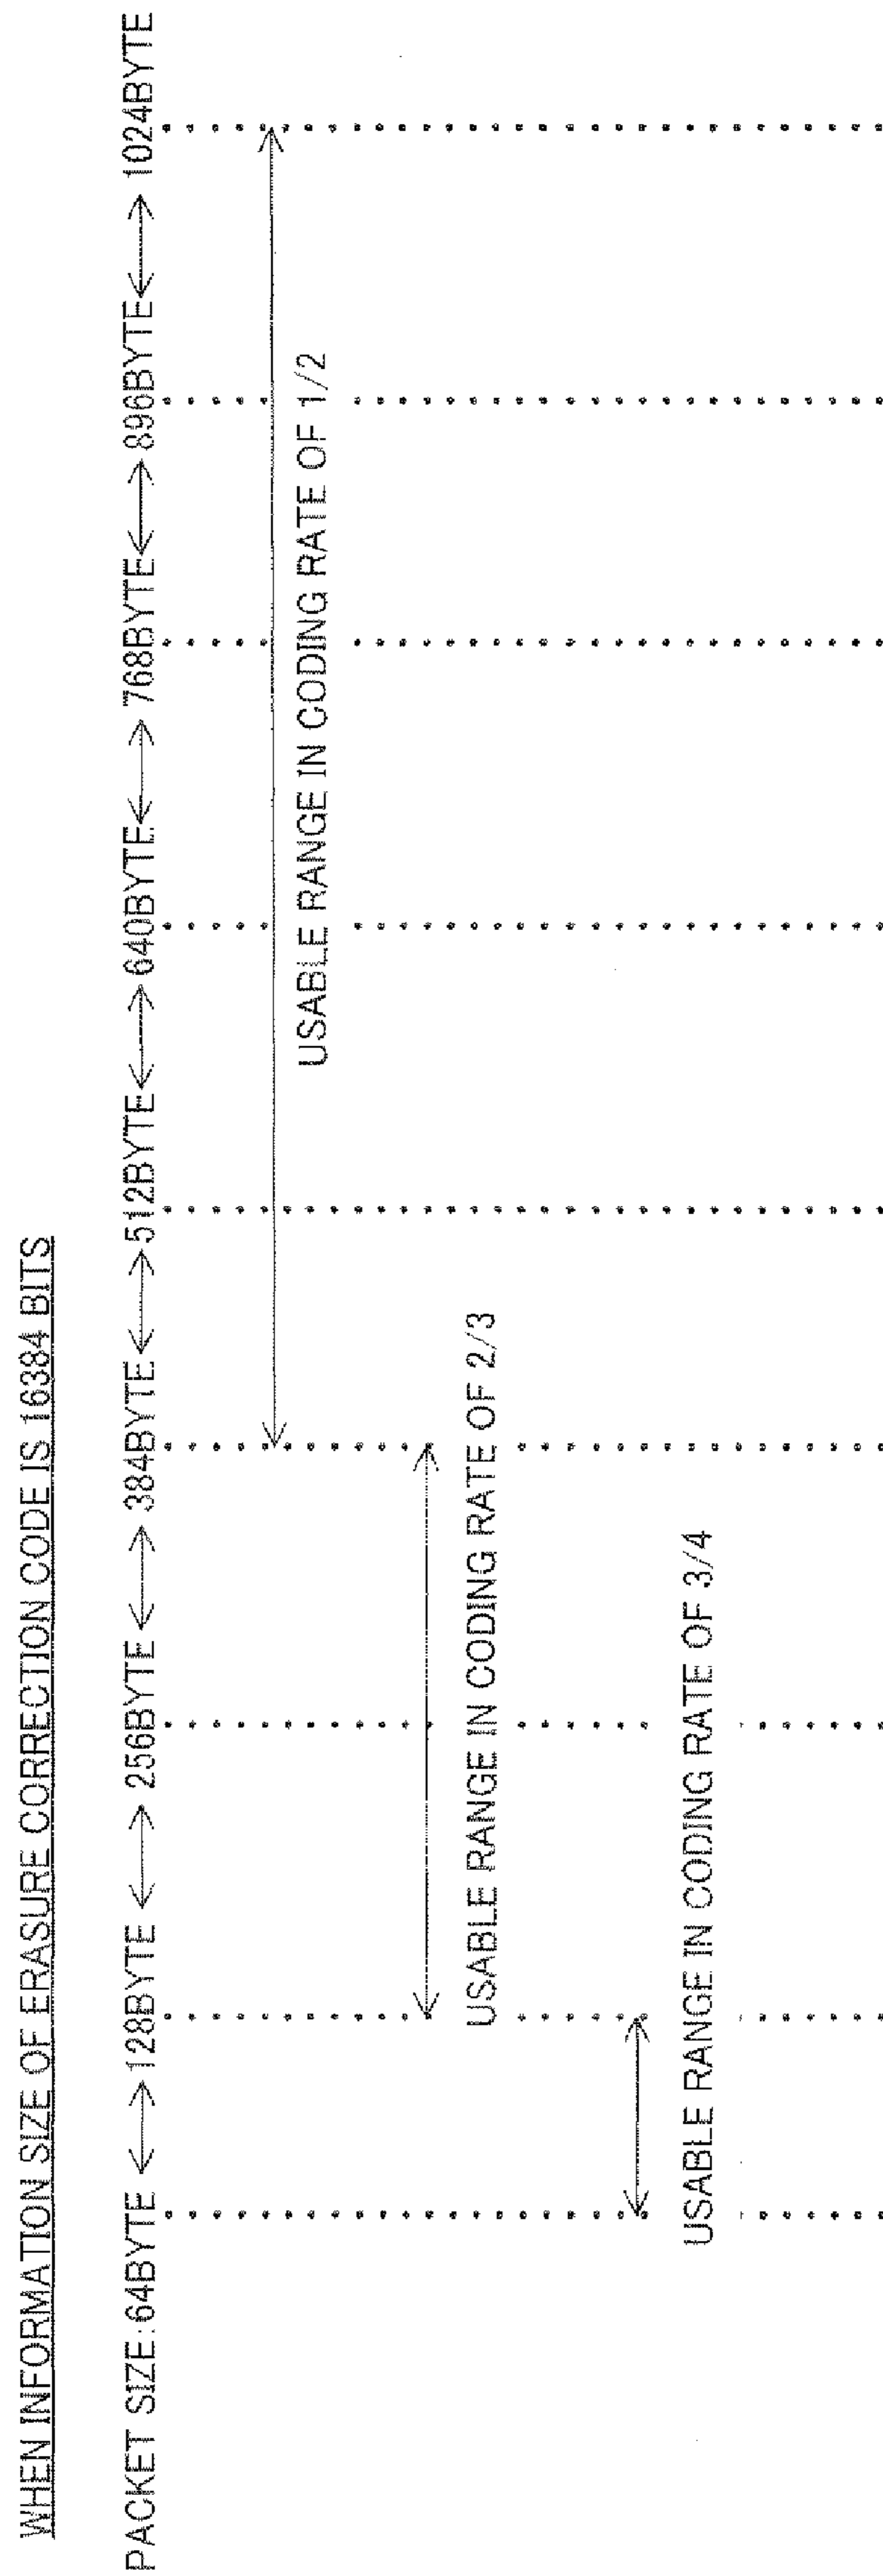 WHEN INFORMATION SIZE OF ERASURE CORRECTION CODE IS 16384 BITS
PACKET SIZE:64BYTE ⟷ 128BYTE ⟷ 256BYTE ⟷ 384BYTE ⟷ 512BYTE ⟷ 640BYTE ⟷ 768BYTE ⟷ 896BYTE ⟷ 1024BYTE
USABLE RANGE IN CODING RATE OF 1/2
USABLE RANGE IN CODING RATE OF 2/3
USABLE RANGE IN CODING RATE OF 3/4